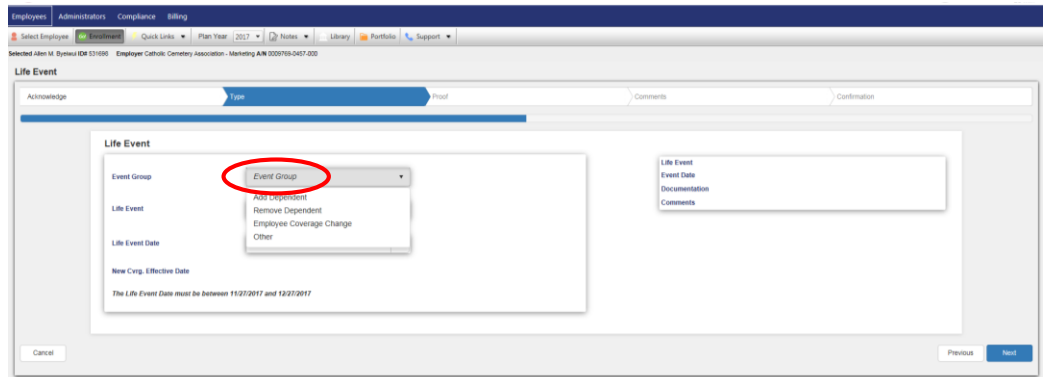 Employees Administrators Compliance Billing
Select Employee Enrollment Quick Links Plan Year 2017 Notes Library Portfolio Support
Selected Allen M. ID# 531696 Employer Catholic Cemetery Association - Marketing A/N 0009769-0457-000
Life Event
Acknowledge Type Proof Comments Confirmation
Life Event
Event Group Event Group
Add Dependent
Remove Dependent
Employee Coverage Change
Other
Life Event
Life Event Date
New Cvrg. Effective Date
The Life Event Date must be between 11/27/2017 and 12/27/2017
Life Event
Event Date
Documentation
Comments
Cancel Previous Next